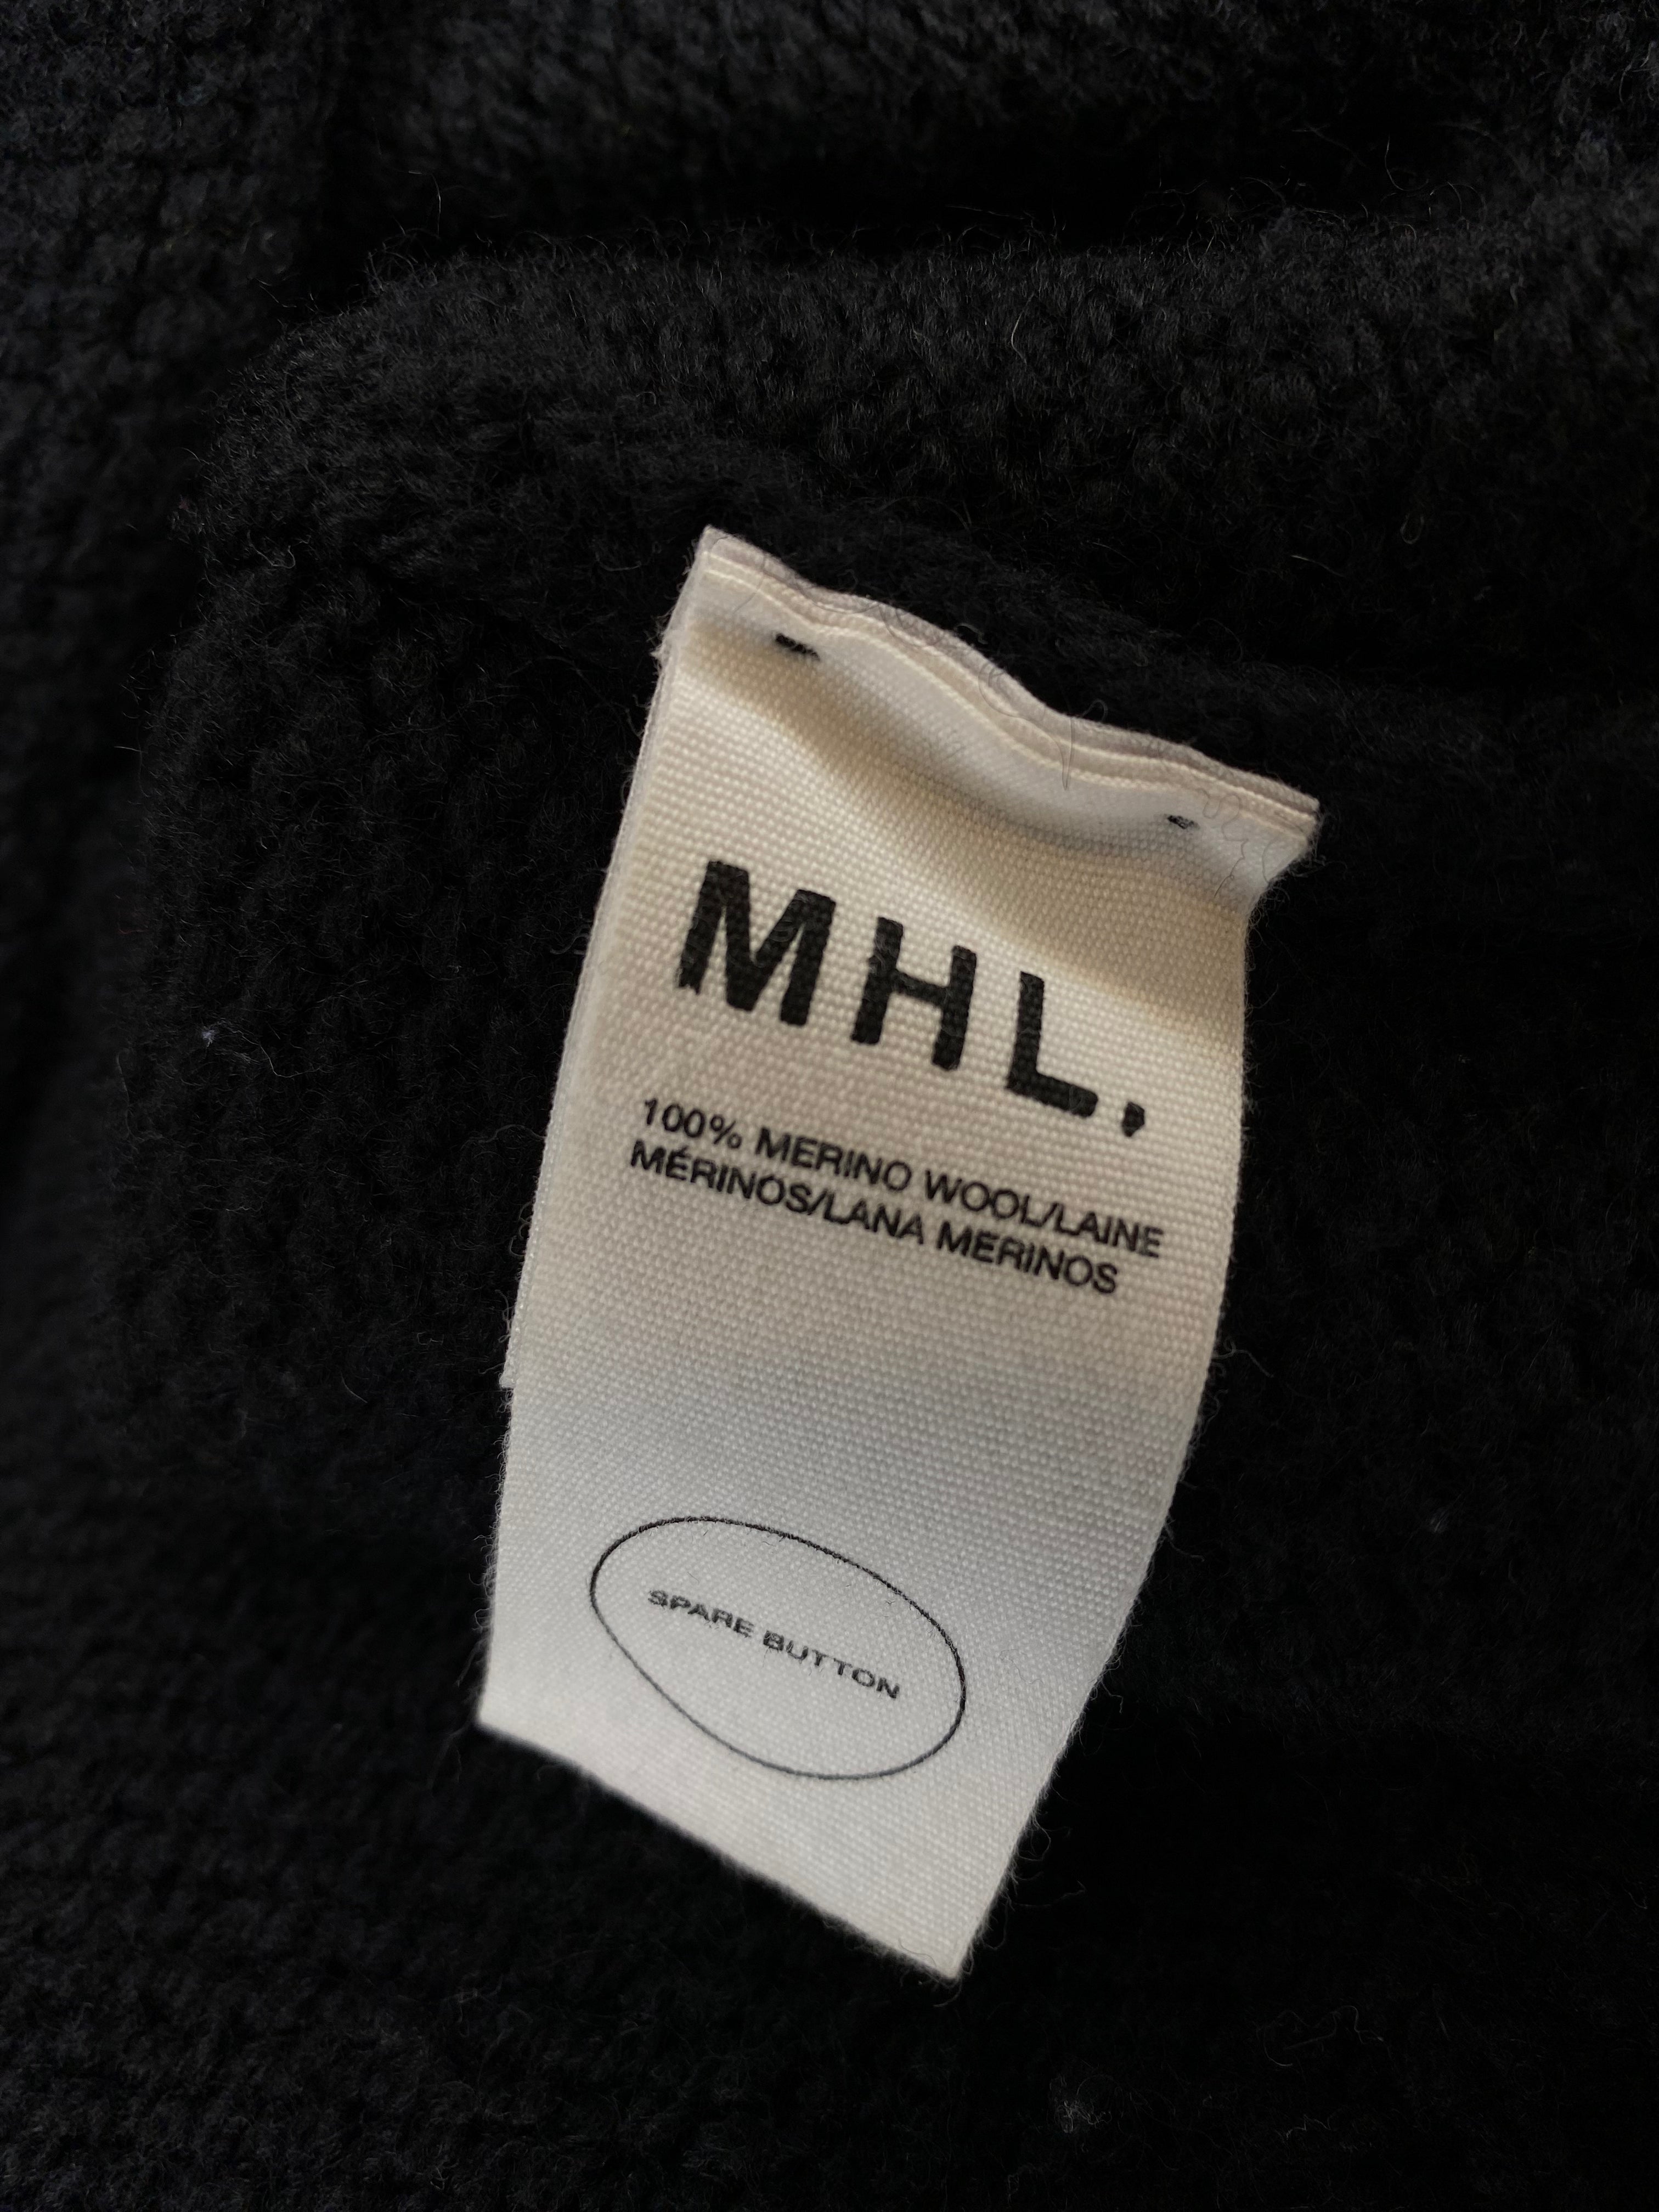 MHL.
100% MERINO WOOL/LAINE
MÉRINOS/LANA MERINOS
SPARE BUTTON